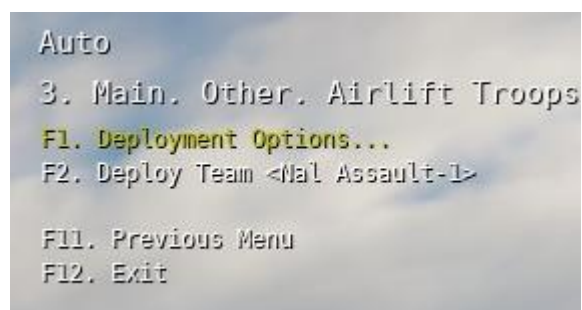 Auto
3. Main. Other. Airlift Troops
F1. Deployment Options...
F2. Deploy Team <Nal Assault-1>
F11. Previous Menu
F12. Exit